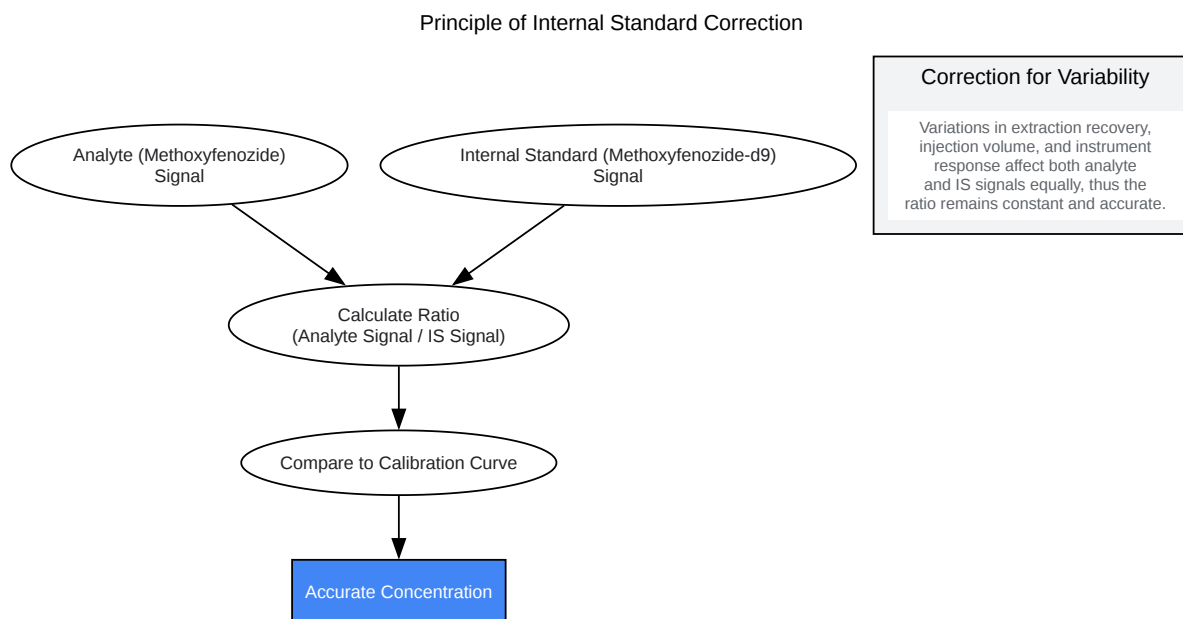 Principle of Internal Standard Correction
Correction for Variability
Variations in extraction recovery,
injection volume, and instrument
response affect both analyte
and IS signals equally, thus the
ratio remains constant and accurate.
Analyte (Methoxyfenozide)
Signal
Internal Standard (Methoxyfenozide-d9)
Signal
Calculate Ratio
(Analyte Signal / IS Signal)
Compare to Calibration Curve
Accurate Concentration